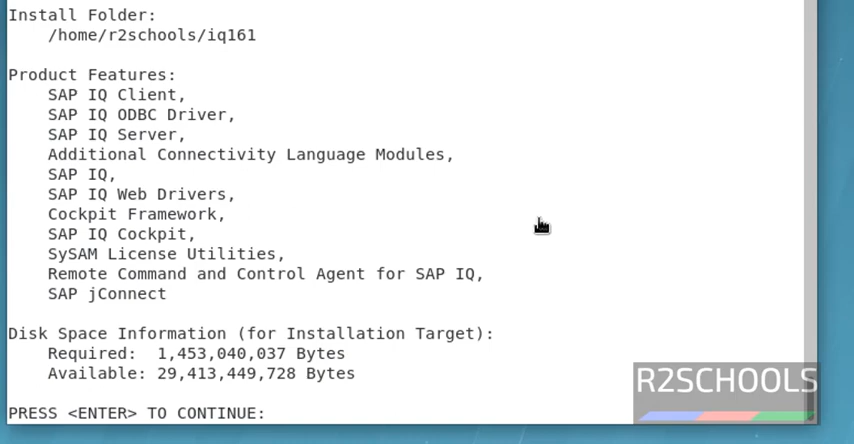 Install Folder:
/home/r2schools/iq161
Product Features:
SAP IQ Client,
SAP IQ ODBC Driver,
SAP IQ Server,
Additional Connectivity Language Modules,
SAP IQ,
SAP IQ Web Drivers,
Cockpit Framework,
SAP IQ Cockpit,
SySAM License Utilities,
Remote Command and Control Agent for SAP IQ,
SAP jConnect
Disk Space Information (for Installation Target):
Required:  1,453,040,037 Bytes
Available: 29,413,449,728 Bytes
R2SCHOOLS
PRESS <ENTER> TO CONTINUE: